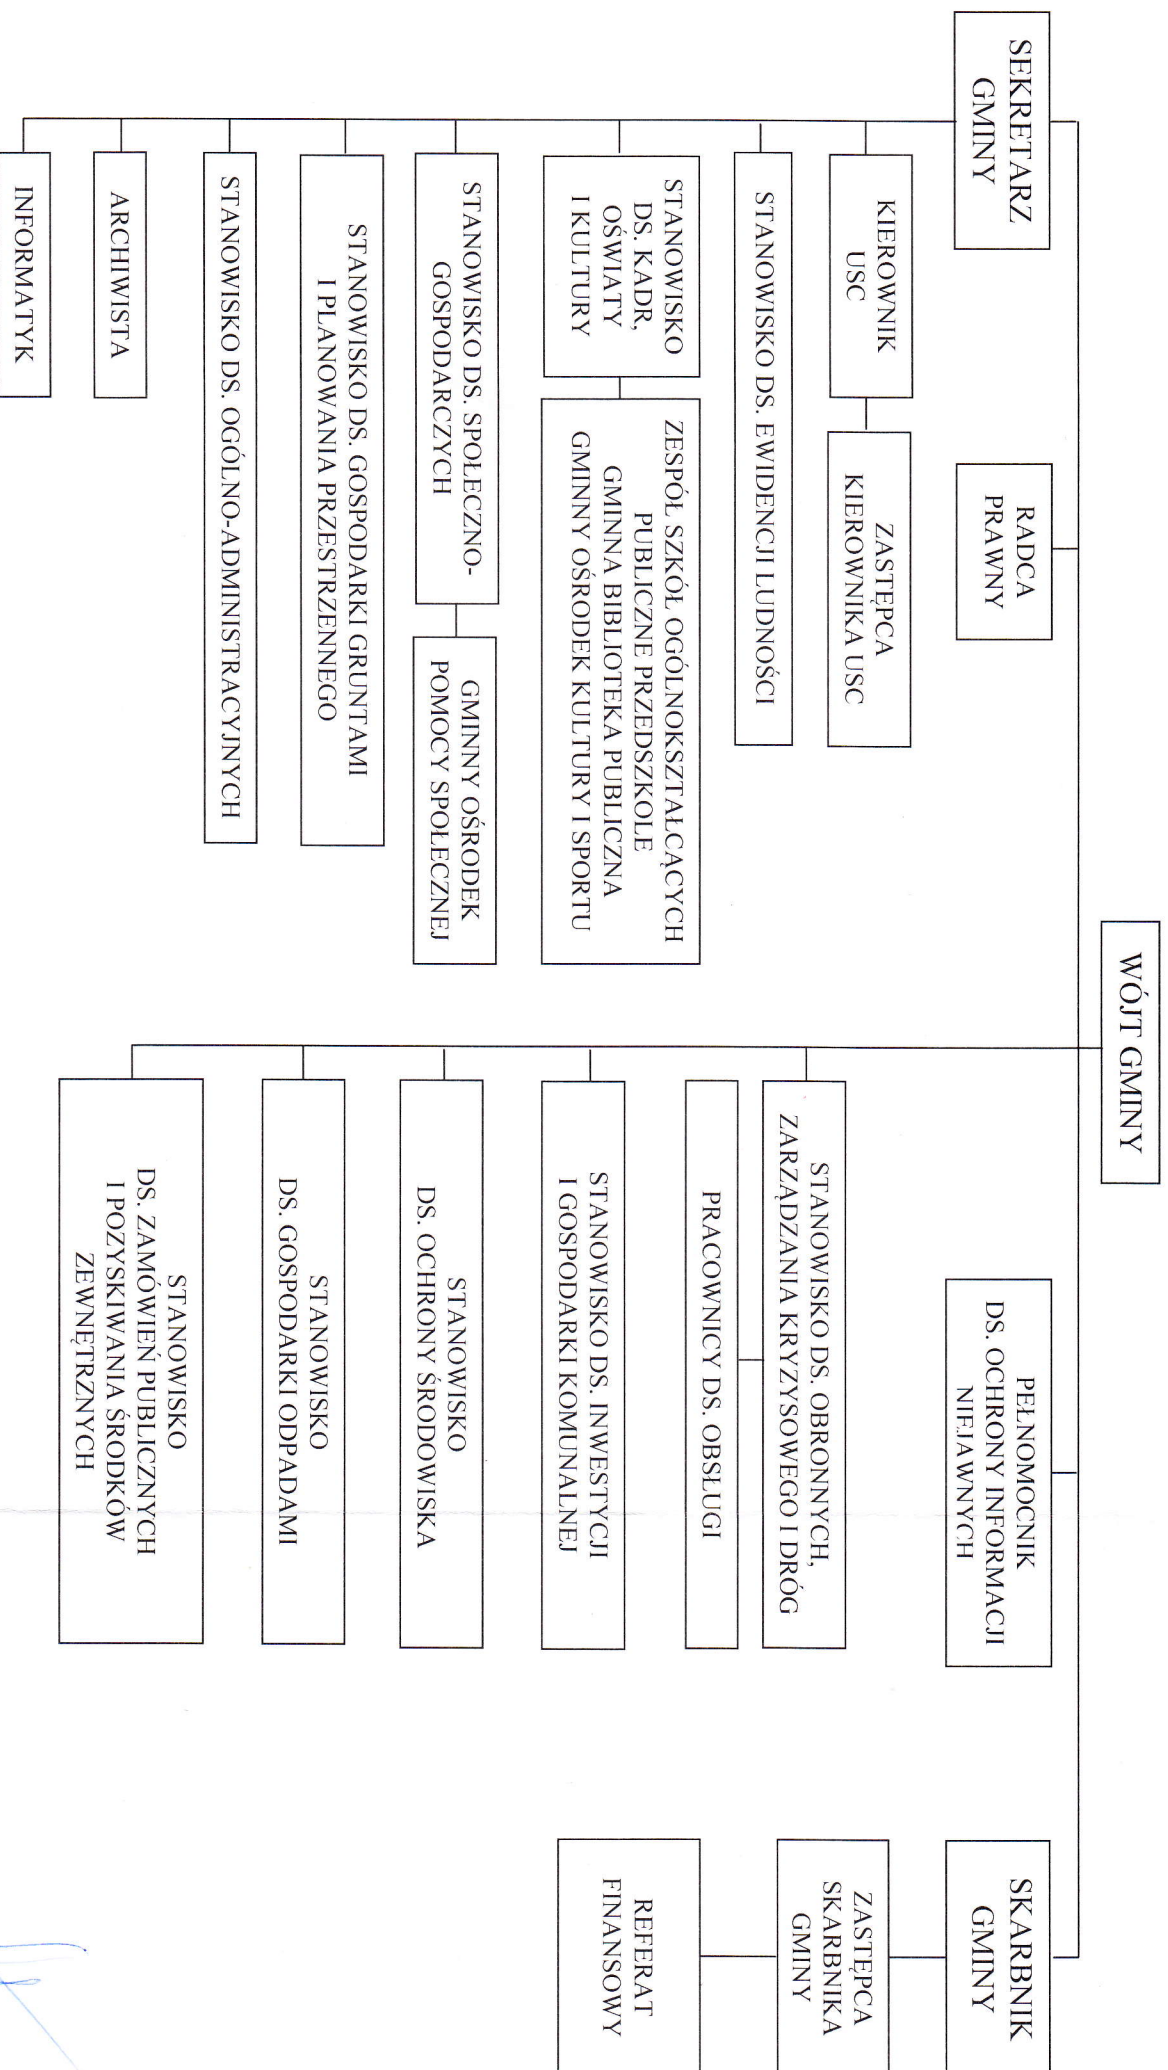 WÓJT GMINY
SEKRETARZ
GMINY
RADCA
PRAWNY
PEŁNOMOCNIK
DS. OCHRONY INFORMACJI
NIEJAWNYCH
SKARBNIK
GMINY
KIEROWNIK
USC
ZASTĘPCA
KIEROWNIKA USC
STANOWISKO DS. EWIDENCJI LUDNOŚCI
STANOWISKO
DS. KADR,
OŚWIATY
I KULTURY
ZESPÓŁ SZKÓŁ OGÓLNOKSZTAŁCĄCYCH
PUBLICZNE PRZEDSZKOLE
GMINNA BIBLIOTEKA PUBLICZNA
GMINNY OŚRODEK KULTURY I SPORTU
STANOWISKO DS. SPOŁECZNO-
GOSPODARCZYCH
GMINNY OŚRODEK
POMOCY SPOŁECZNEJ
STANOWISKO DS. GOSPODARKI GRUNTAMI
I PLANOWANIA PRZESTRZENNEGO
STANOWISKO DS. OGÓLNO-ADMINISTRACYJNYCH
ARCHIWISTA
INFORMATYK
STANOWISKO DS. OBRONNYCH,
ZARZĄDZANIA KRYZYSOWEGO I DRÓG
PRACOWNICY DS. OBSŁUGI
STANOWISKO DS. INWESTYCJI
I GOSPODARKI KOMUNALNEJ
STANOWISKO
DS. OCHRONY ŚRODOWISKA
STANOWISKO
DS. GOSPODARKI ODPADAMI
STANOWISKO
DS. ZAMÓWIEŃ PUBLICZNYCH
I POZYSKIWANIA ŚRODKÓW
ZEWNĘTRZNYCH
ZASTĘPCA
SKARBNIKA
GMINY
REFERAT
FINANSOWY